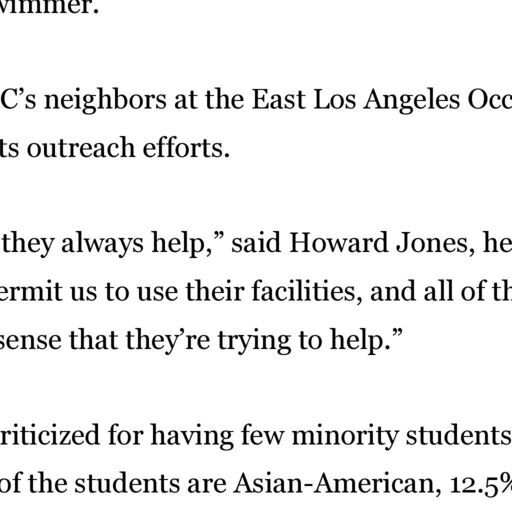 wimmer.
C’s neighbors at the East Los Angeles Occ
ts outreach efforts.
they always help,” said Howard Jones, he
ermit us to use their facilities, and all of th
sense that they’re trying to help.”
riticized for having few minority students
of the students are Asian-American, 12.5%